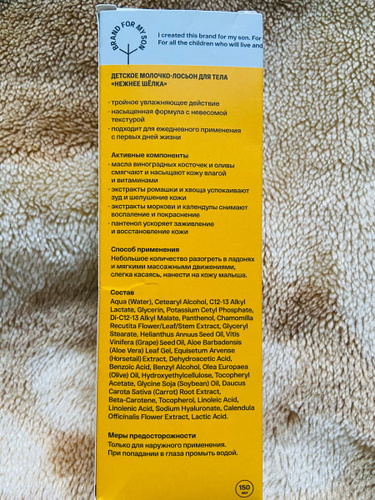 BRAND FOR MY SON
I created this brand for my son. For
For all the children who will live and
ДЕТСКОЕ МОЛОЧКО-ЛОСЬОН ДЛЯ ТЕЛА
«НЕЖНЕЕ ШЁЛКА»
· тройное увлажняющее действие
· насыщенная формула с невесомой
текстурой
· подходит для ежедневного применения
с первых дней жизни
Активные компоненты
· масла виноградных косточек и оливы
смягчают и насыщают кожу влагой
и витаминами
· экстракты ромашки и хвоща успокаивают
зуд и шелушение кожи
· экстракты моркови и календулы снимают
воспаление и покраснение
· пантенол ускоряет заживление
и восстановление кожи
Способ применения
Небольшое количество разогреть в ладонях
и мягкими массажными движениями,
слегка касаясь, нанести на кожу малыша.
Состав
Aqua (Water), Cetearyl Alcohol, C12-13 Alkyl
Lactate, Glycerin, Potassium Cetyl Phosphate,
Di-C12-13 Alkyl Malate, Panthenol, Chamomilla
Recutita Flower/Leaf/Stem Extract, Glyceryl
Stearate, Helianthus Annuus Seed Oil, Vitis
Vinifera (Grape) Seed Oil, Aloe Barbadensis
(Aloe Vera) Leaf Gel, Equisetum Arvense
(Horsetail) Extract, Dehydroacetic Acid,
Benzoic Acid, Benzyl Alcohol, Olea Europaea
(Olive) Oil, Hydroxyethylcellulose, Tocopheryl
Acetate, Glycine Soja (Soybean) Oil, Daucus
Carota Sativa (Carrot) Root Extract,
Beta-Carotene, Tocopherol, Linoleic Acid,
Linolenic Acid, Sodium Hyaluronate, Calendula
Officinalis Flower Extract, Lactic Acid.
Меры предосторожности
Только для наружного применения.
При попадании в глаза промыть водой.
150
мл